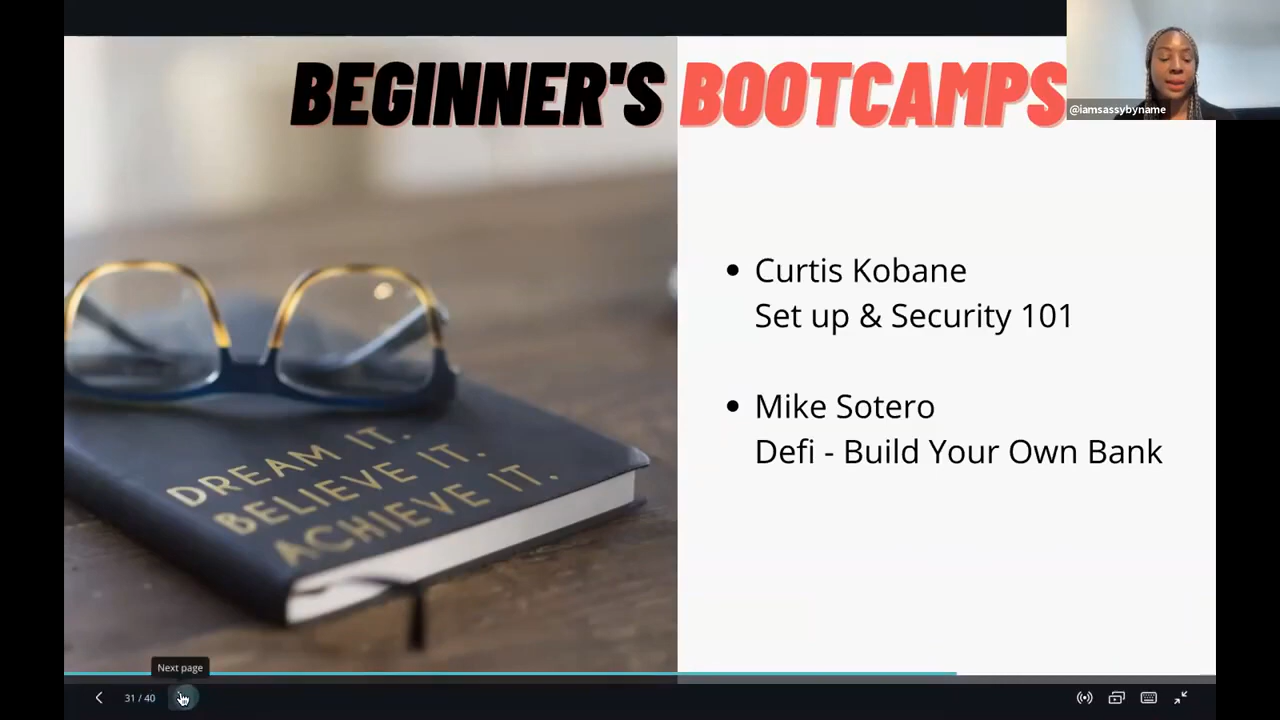 BEGINNER'S BOOTCAMPS
@iamsassybyname
• Curtis Kobane
Set up & Security 101
• Mike Sotero
Defi - Build Your Own Bank
DREAM IT.
BELIEVE IT.
ACHIEVE IT.
Next page
31 / 40